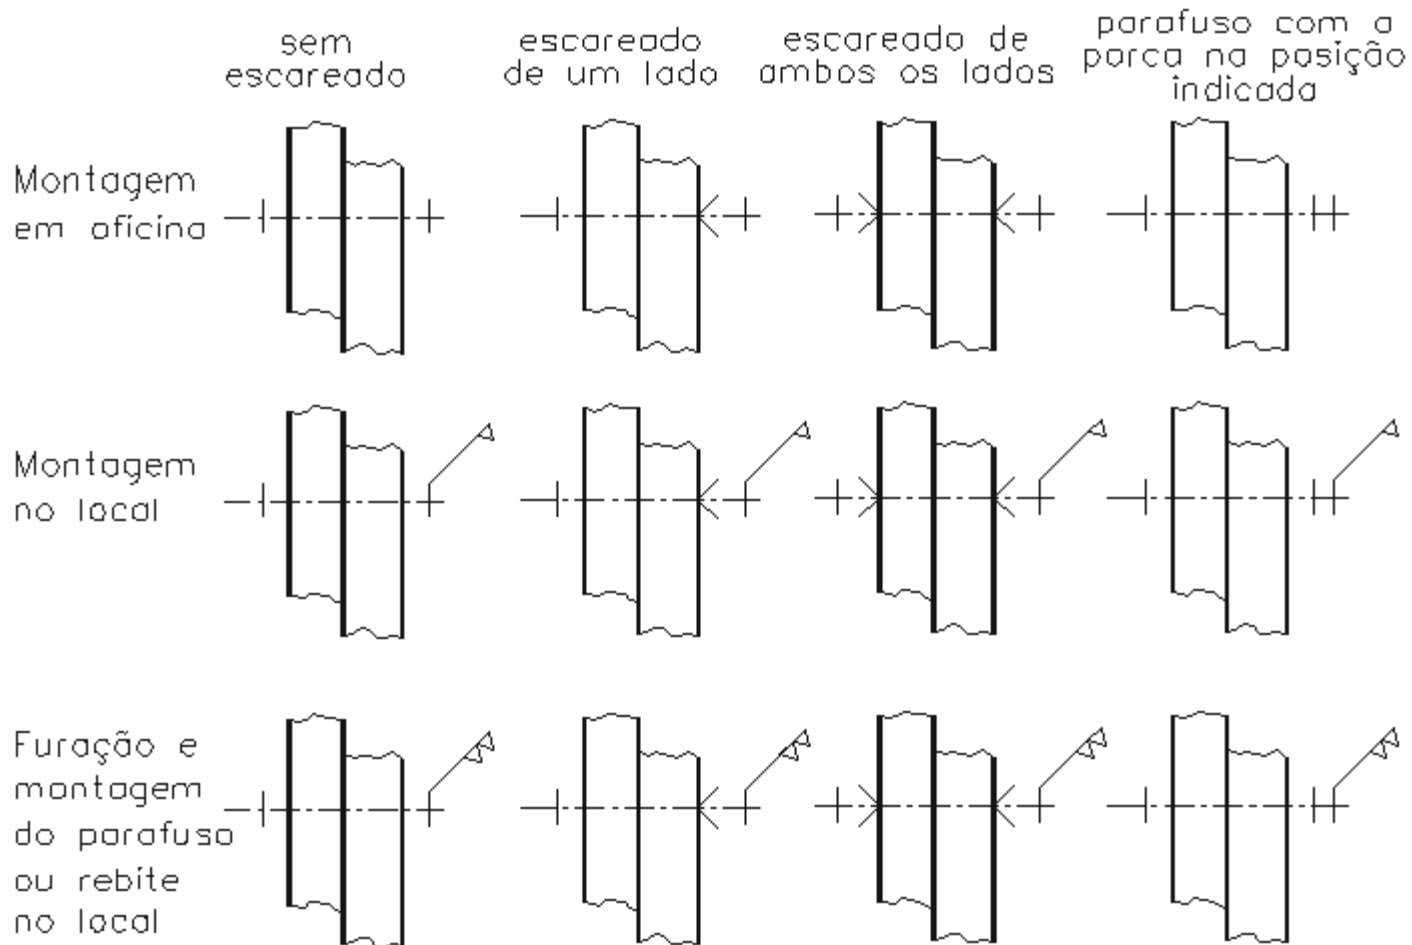 sem
escareado
escareado
de um lado
escareado de
ambos os lados
parafuso com a
porca na posição
indicada
Montagem
em oficina
Montagem
no local
Furação e
montagem
do parafuso
ou rebite
no local